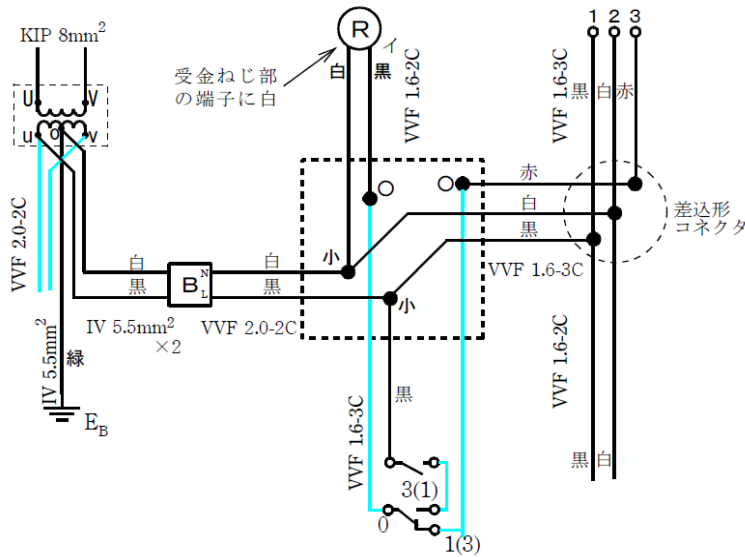 KIP 8mm²
U V
u o v
VVF 2.0-2C
IV 5.5mm²
緑
E_B
白
黒
B N L
IV 5.5mm²
×2
白
黒
VVF 2.0-2C
受金ねじ部
の端子に白
R
イ
白 黒
VVF 1.6-2C
小
小
○
○
黒
VVF 1.6-3C
3(1)
0
1(3)
赤
白
黒
VVF 1.6-3C
1 2 3
VVF 1.6-3C
黒 白 赤
差込形
コネクタ
VVF 1.6-2C
黒 白